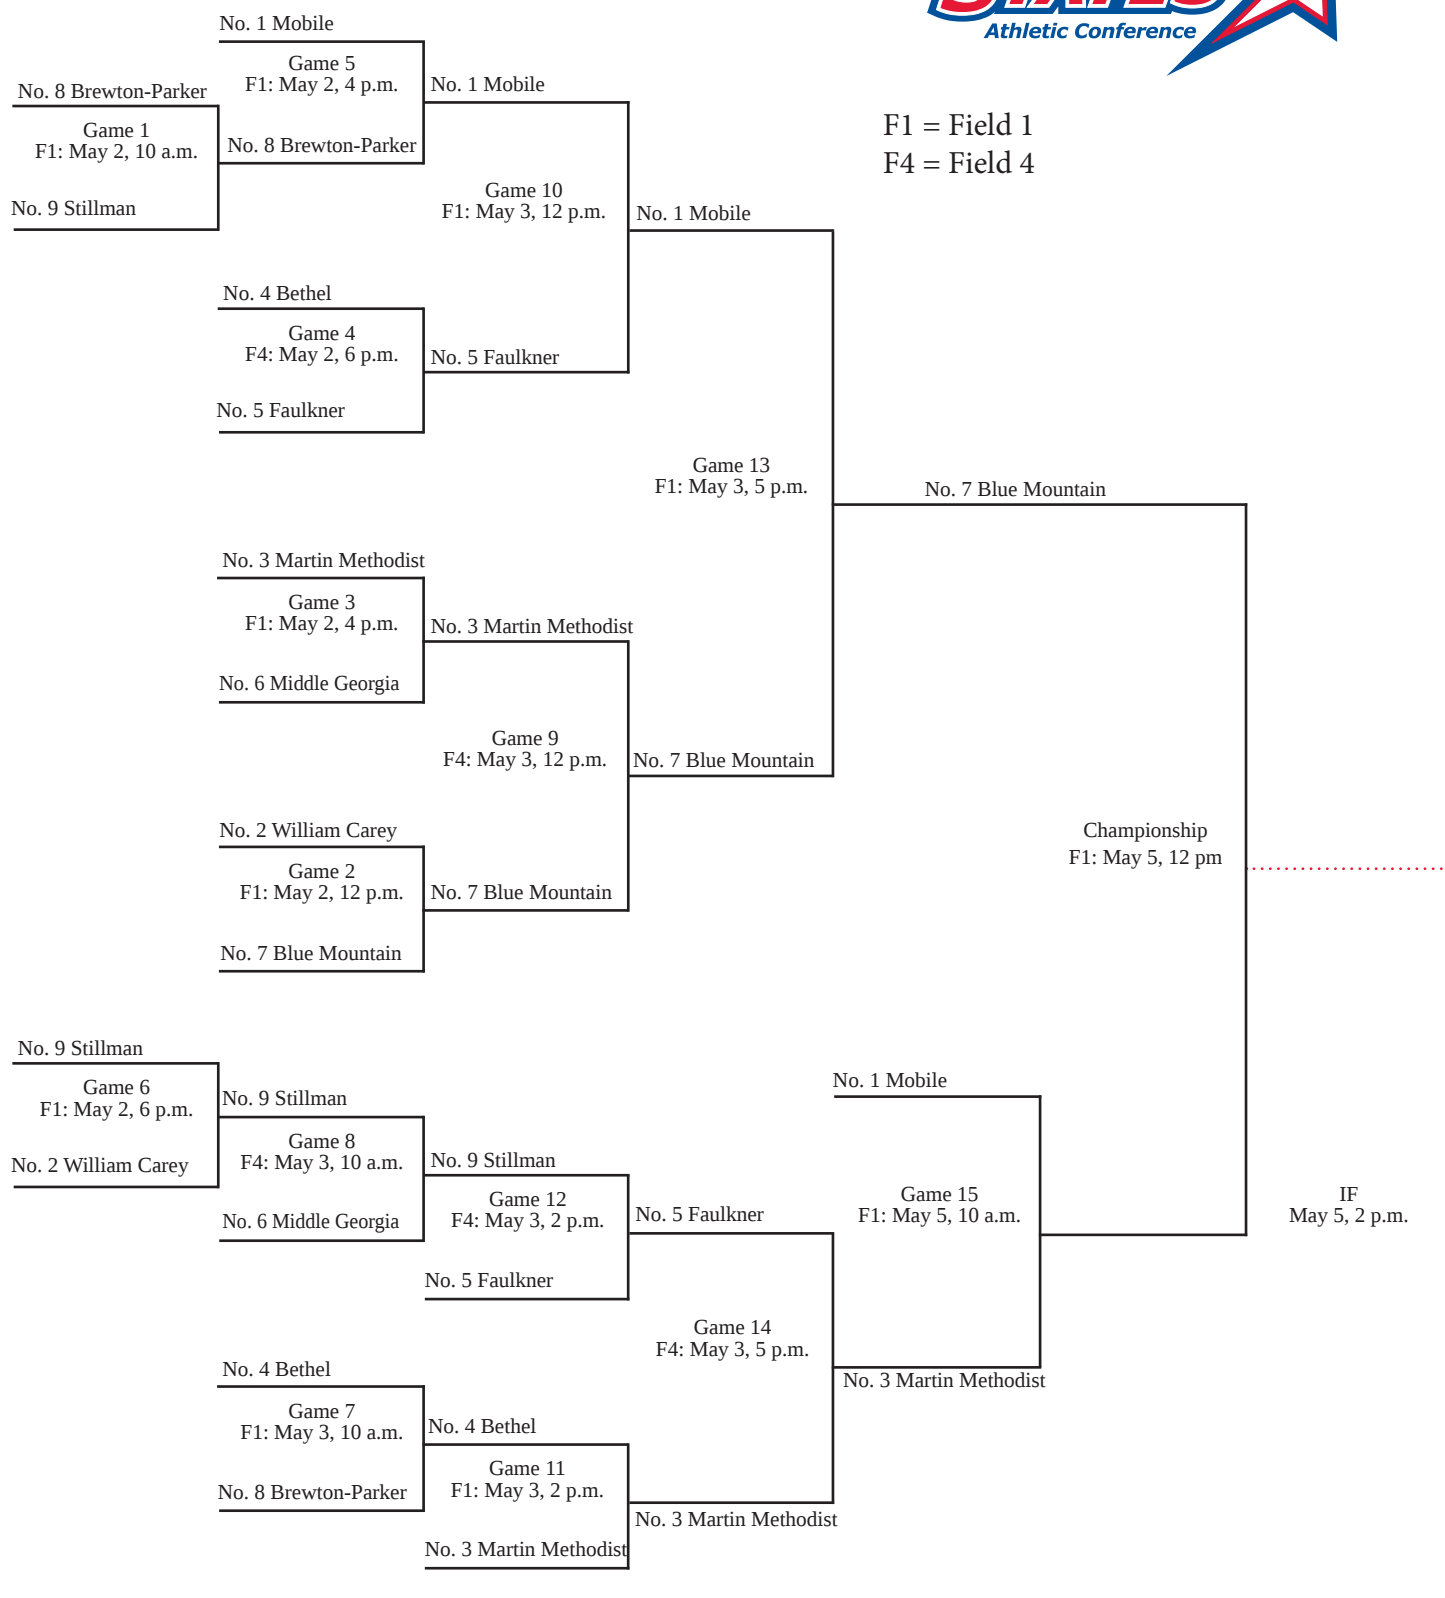 STATES
Athletic Conference
F1 = Field 1
F4 = Field 4
No. 1 Mobile
Game 5
F1: May 2, 4 p.m.
No. 8 Brewton-Parker
Game 1
F1: May 2, 10 a.m.
No. 9 Stillman
No. 8 Brewton-Parker
No. 1 Mobile
Game 10
F1: May 3, 12 p.m.
No. 1 Mobile
No. 4 Bethel
Game 4
F4: May 2, 6 p.m.
No. 5 Faulkner
No. 5 Faulkner
Game 13
F1: May 3, 5 p.m.
No. 7 Blue Mountain
No. 3 Martin Methodist
Game 3
F1: May 2, 4 p.m.
No. 3 Martin Methodist
No. 6 Middle Georgia
Game 9
F4: May 3, 12 p.m.
No. 7 Blue Mountain
No. 2 William Carey
Game 2
F1: May 2, 12 p.m.
No. 7 Blue Mountain
No. 7 Blue Mountain
Championship
F1: May 5, 12 pm
No. 9 Stillman
Game 6
F1: May 2, 6 p.m.
No. 2 William Carey
No. 9 Stillman
Game 8
F4: May 3, 10 a.m.
No. 6 Middle Georgia
No. 9 Stillman
Game 12
F4: May 3, 2 p.m.
No. 5 Faulkner
No. 5 Faulkner
No. 1 Mobile
Game 15
F1: May 5, 10 a.m.
IF
May 5, 2 p.m.
Game 14
F4: May 3, 5 p.m.
No. 3 Martin Methodist
No. 4 Bethel
Game 7
F1: May 3, 10 a.m.
No. 8 Brewton-Parker
No. 4 Bethel
Game 11
F1: May 3, 2 p.m.
No. 3 Martin Methodist
No. 3 Martin Methodist